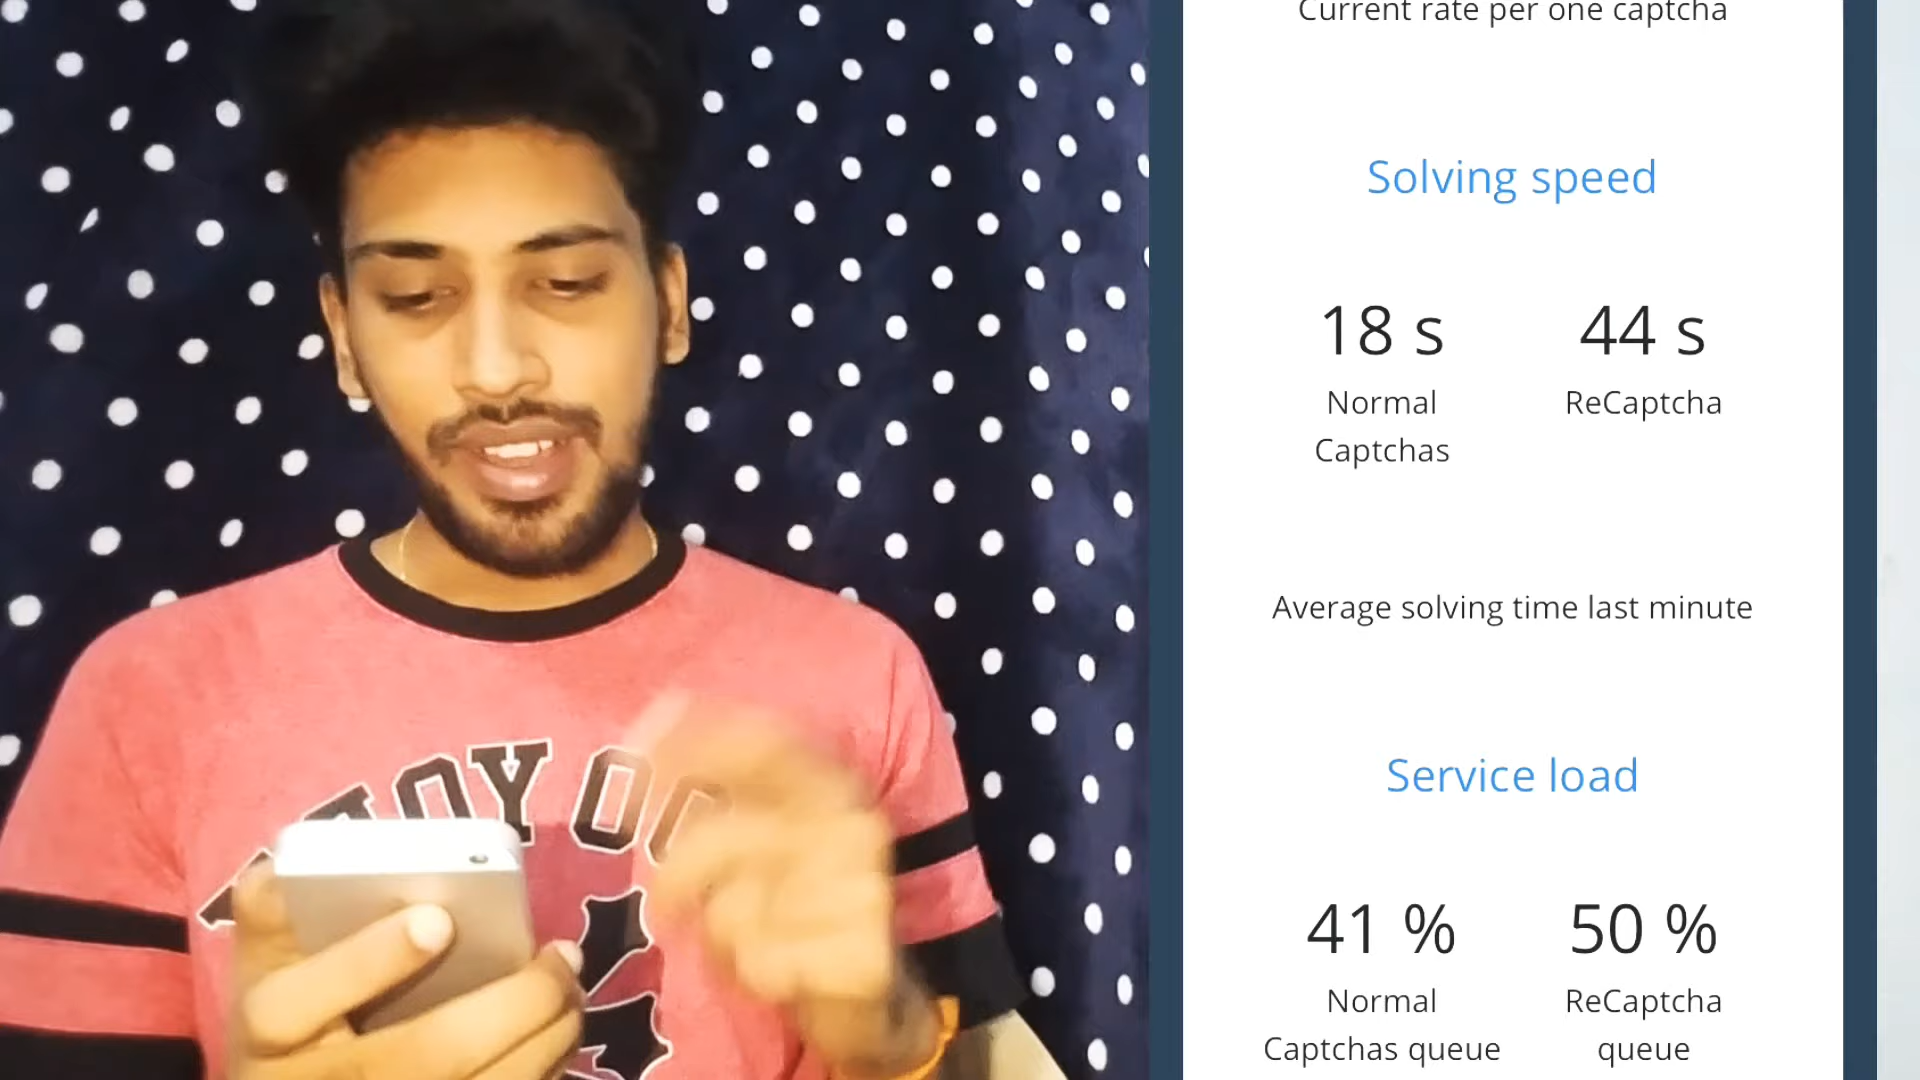 Current rate per one captcha
Solving speed
18 s
44 s
Normal
Captchas
ReCaptcha
Average solving time last minute
Service load
41 %
50 %
Normal
Captchas queue
ReCaptcha
queue